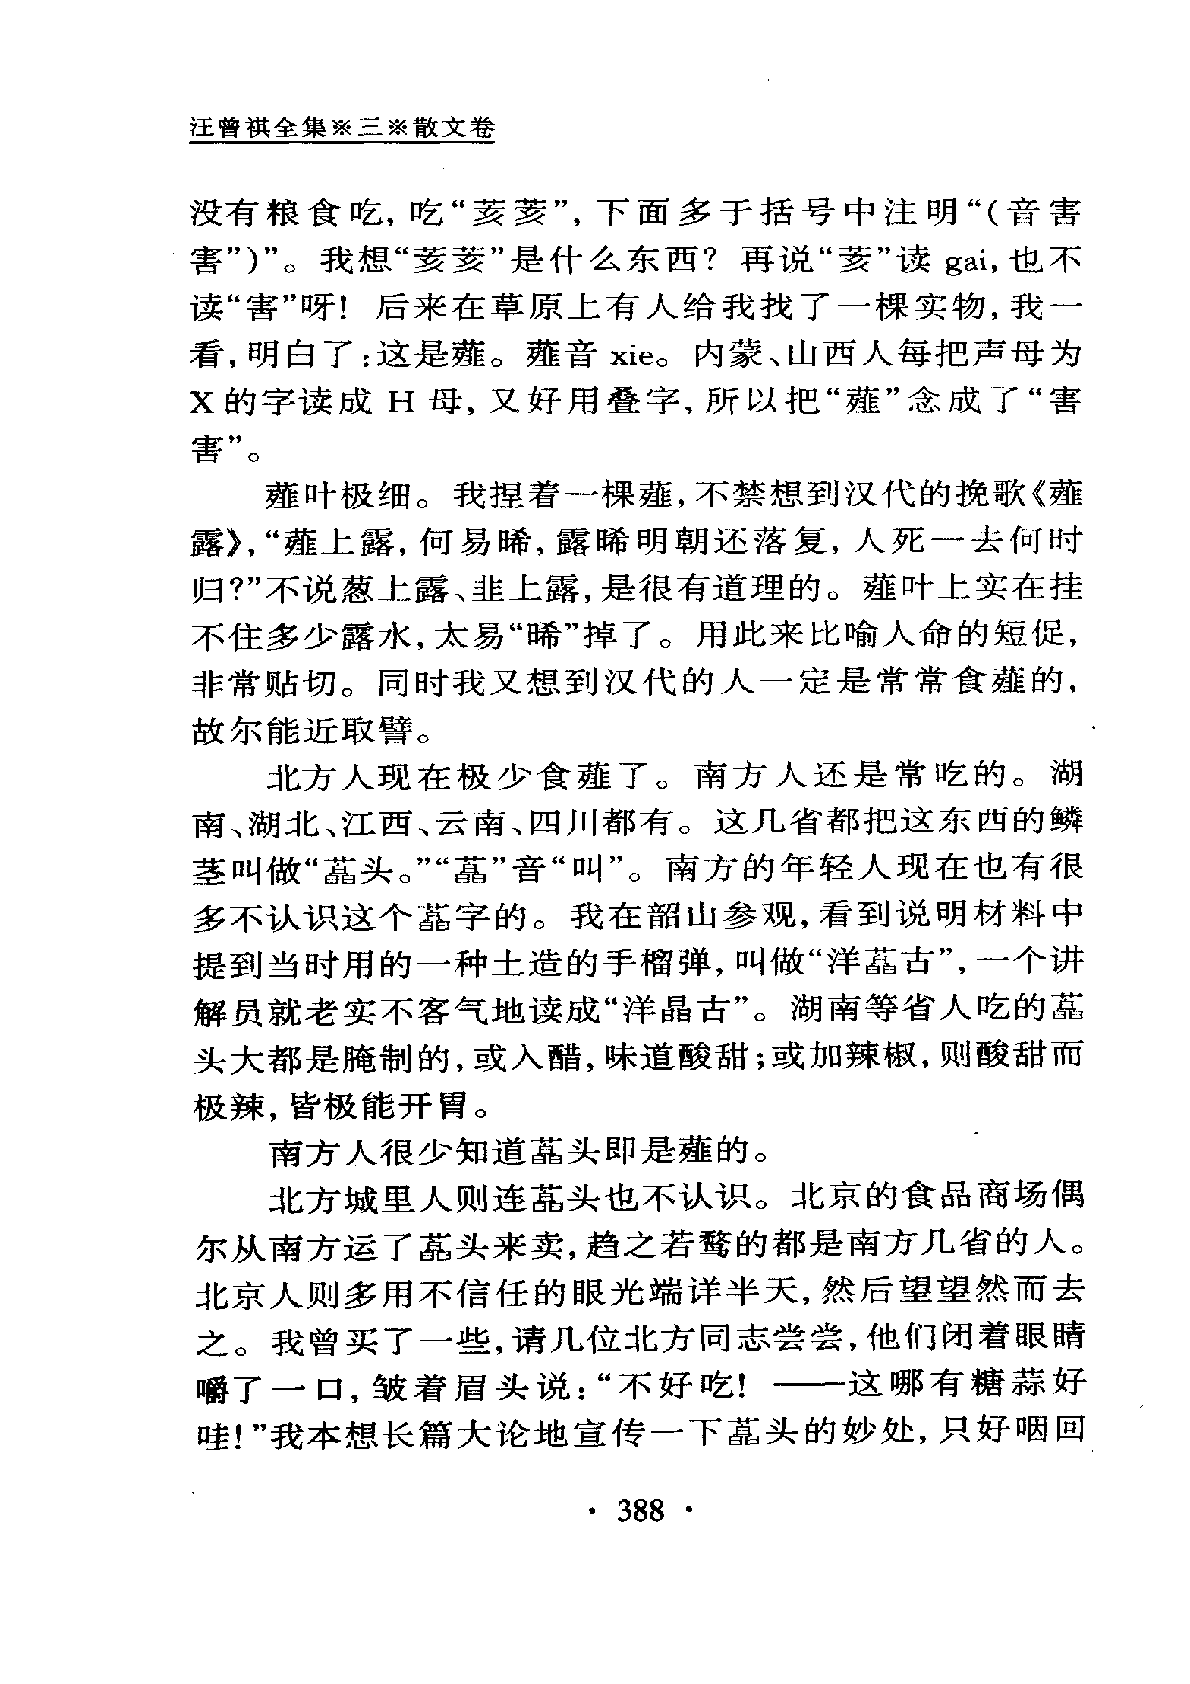 汪曾祺全集※三※散文卷
没有粮食吃，吃“荄荄”，下面多于括号中注明“（音害
害”）”。我想“荄荄”是什么东西？再说“荄”读 gai，也不
读“害”呀！后来在草原上有人给我找了一棵实物，我一
看，明白了：这是薤。薤音 xie。内蒙、山西人每把声母为
X 的字读成 H 母，又好用叠字，所以把“薤”念成了“害
害”。
薤叶极细。我捏着一棵薤，不禁想到汉代的挽歌《薤
露》，“薤上露，何易晞，露晞明朝还落复，人死一去何时
归？”不说葱上露、韭上露，是很有道理的。薤叶上实在挂
不住多少露水，太易“晞”掉了。用此来比喻人命的短促，
非常贴切。同时我又想到汉代的人一定是常常食薤的，
故尔能近取譬。
北方人现在极少食薤了。南方人还是常吃的。湖
南、湖北、江西、云南、四川都有。这几省都把这东西的鳞
茎叫做“藠头。”“藠”音“叫”。南方的年轻人现在也有很
多不认识这个藠字的。我在韶山参观，看到说明材料中
提到当时用的一种土造的手榴弹，叫做“洋藠古”，一个讲
解员就老实不客气地读成“洋晶古”。湖南等省人吃的藠
头大都是腌制的，或入醋，味道酸甜；或加辣椒，则酸甜而
极辣，皆极能开胃。
南方人很少知道藠头即是薤的。
北方城里人则连藠头也不认识。北京的食品商场偶
尔从南方运了藠头来卖，趋之若鹜的都是南方几省的人。
北京人则多用不信任的眼光端详半天，然后望望然而去
之。我曾买了一些，请几位北方同志尝尝，他们闭着眼睛
嚼了一口，皱着眉头说：“不好吃！——这哪有糖蒜好
哇！”我本想长篇大论地宣传一下藠头的妙处，只好咽回
· 388 ·